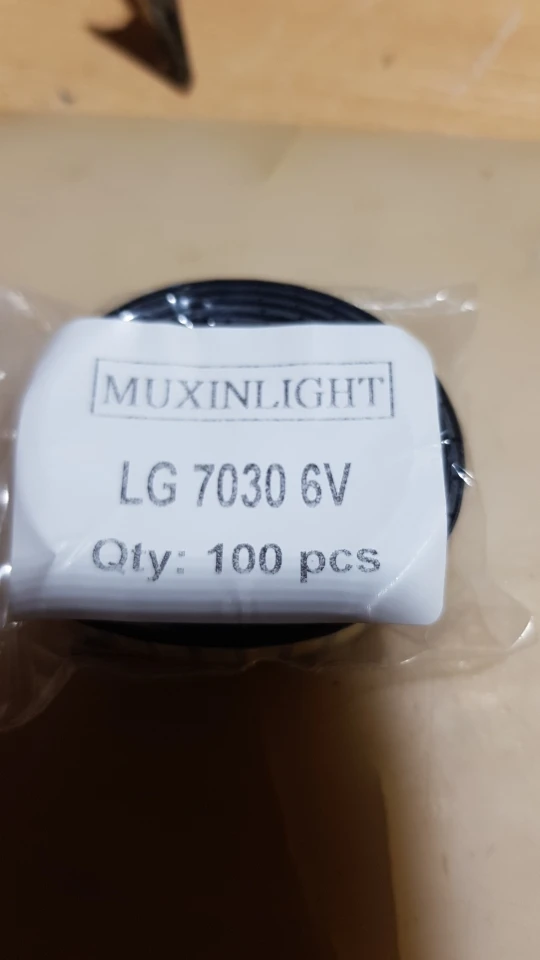 MUXINLIGHT
LG 7030 6V
Qty: 100 pcs